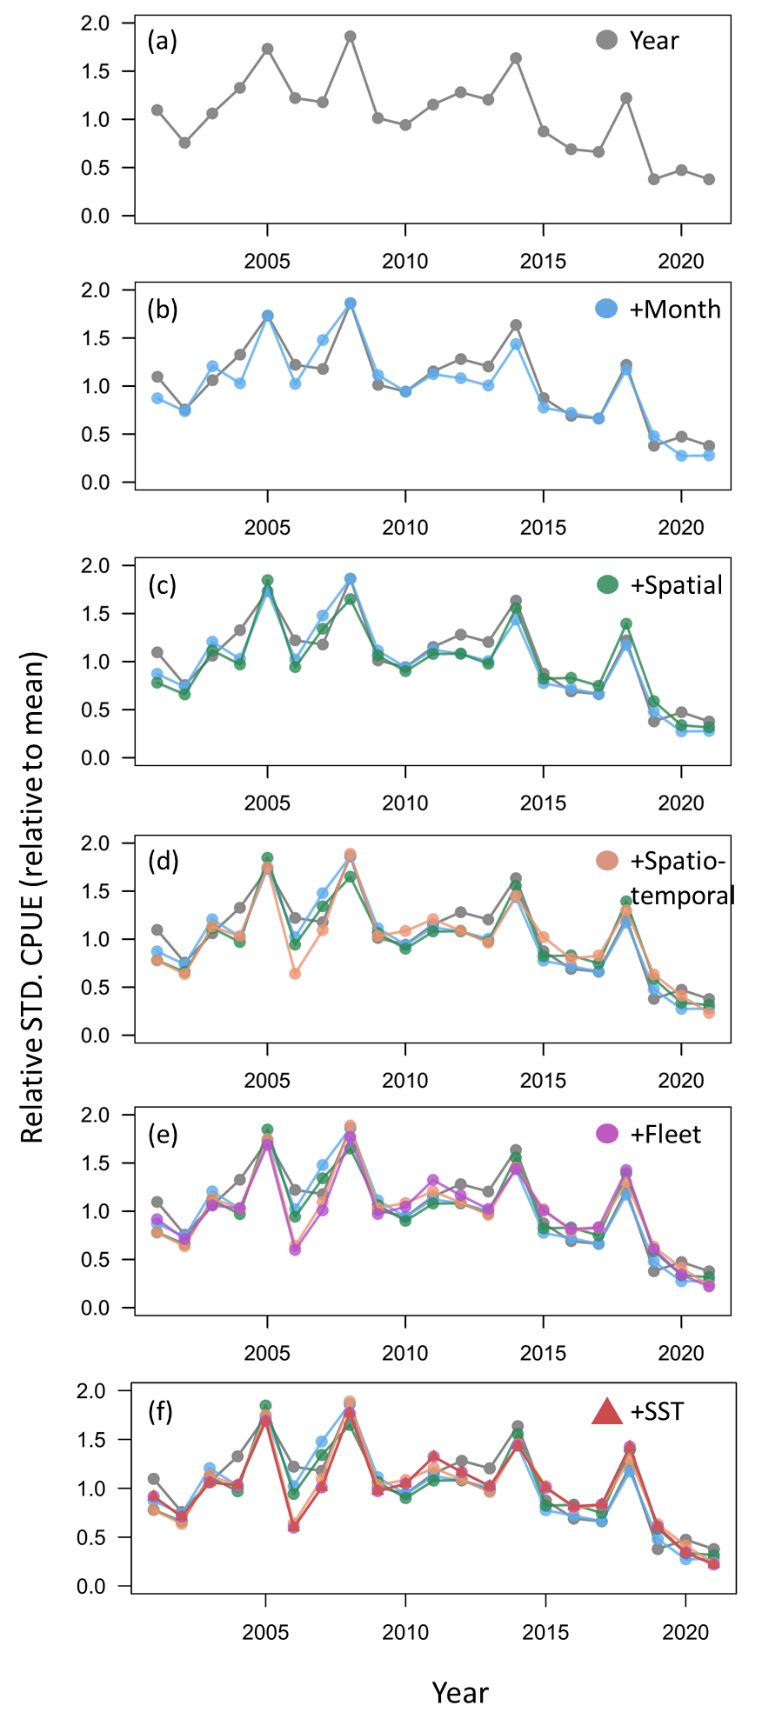 (a)
Year
2.0
1.5
1.0
0.5
0.0
2005 2010 2015 2020
(b)
+Month
2.0
1.5
1.0
0.5
0.0
2005 2010 2015 2020
(c)
+Spatial
2.0
1.5
1.0
0.5
0.0
2005 2010 2015 2020
(d)
+Spatio-
temporal
2.0
1.5
1.0
0.5
0.0
2005 2010 2015 2020
(e)
+Fleet
2.0
1.5
1.0
0.5
0.0
2005 2010 2015 2020
(f)
+SST
2.0
1.5
1.0
0.5
0.0
2005 2010 2015 2020
Relative STD. CPUE (relative to mean)
Year